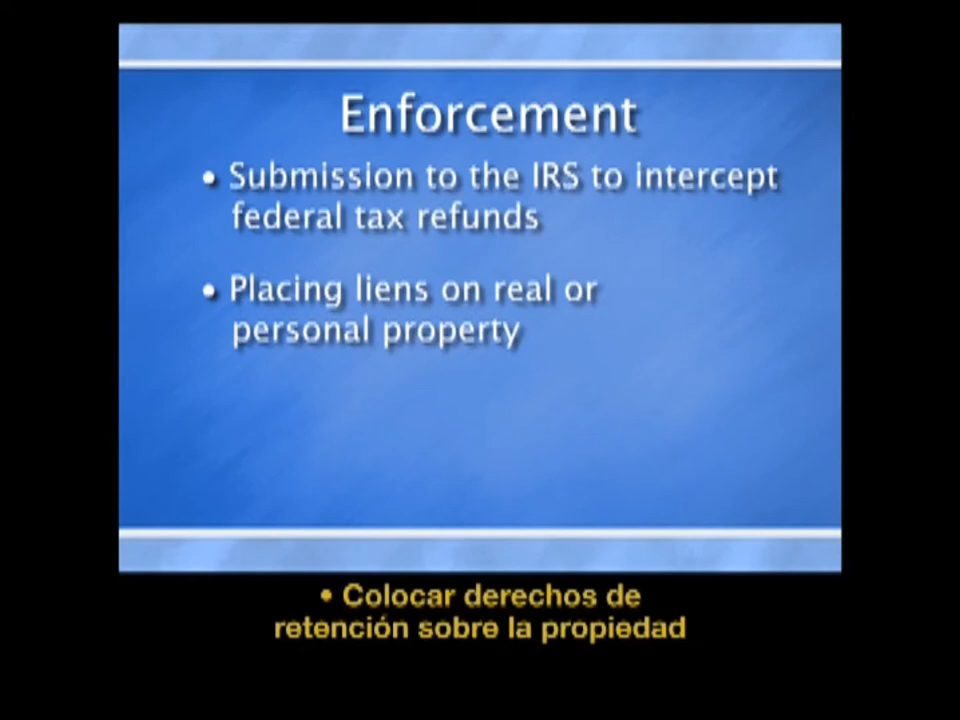 Enforcement
• Submission to the IRS to intercept
federal tax refunds
• Placing liens on real or
personal property
• Colocar derechos de
retención sobre la propiedad